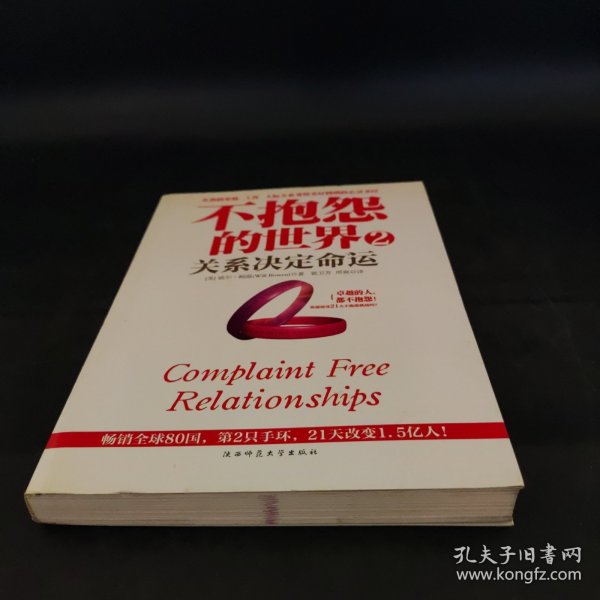 不抱怨
的世界2
关系决定命运
卓越的人,
都不抱怨!
Complaint Free
Relationships
畅销全球80国，第2只手环，21天改变1.5亿人！
陕西师范大学出版社
孔夫子旧书网
www.kongfz.com